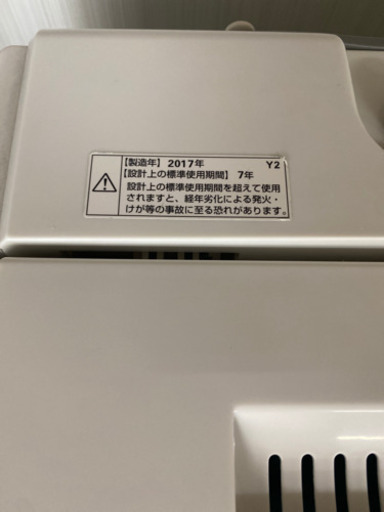 【製造年】2017年 Y2
【設計上の標準使用期間】7年
設計上の標準使用期間を超えて使用
されますと、経年劣化による発火・
けが等の事故に至る恐れがあります。